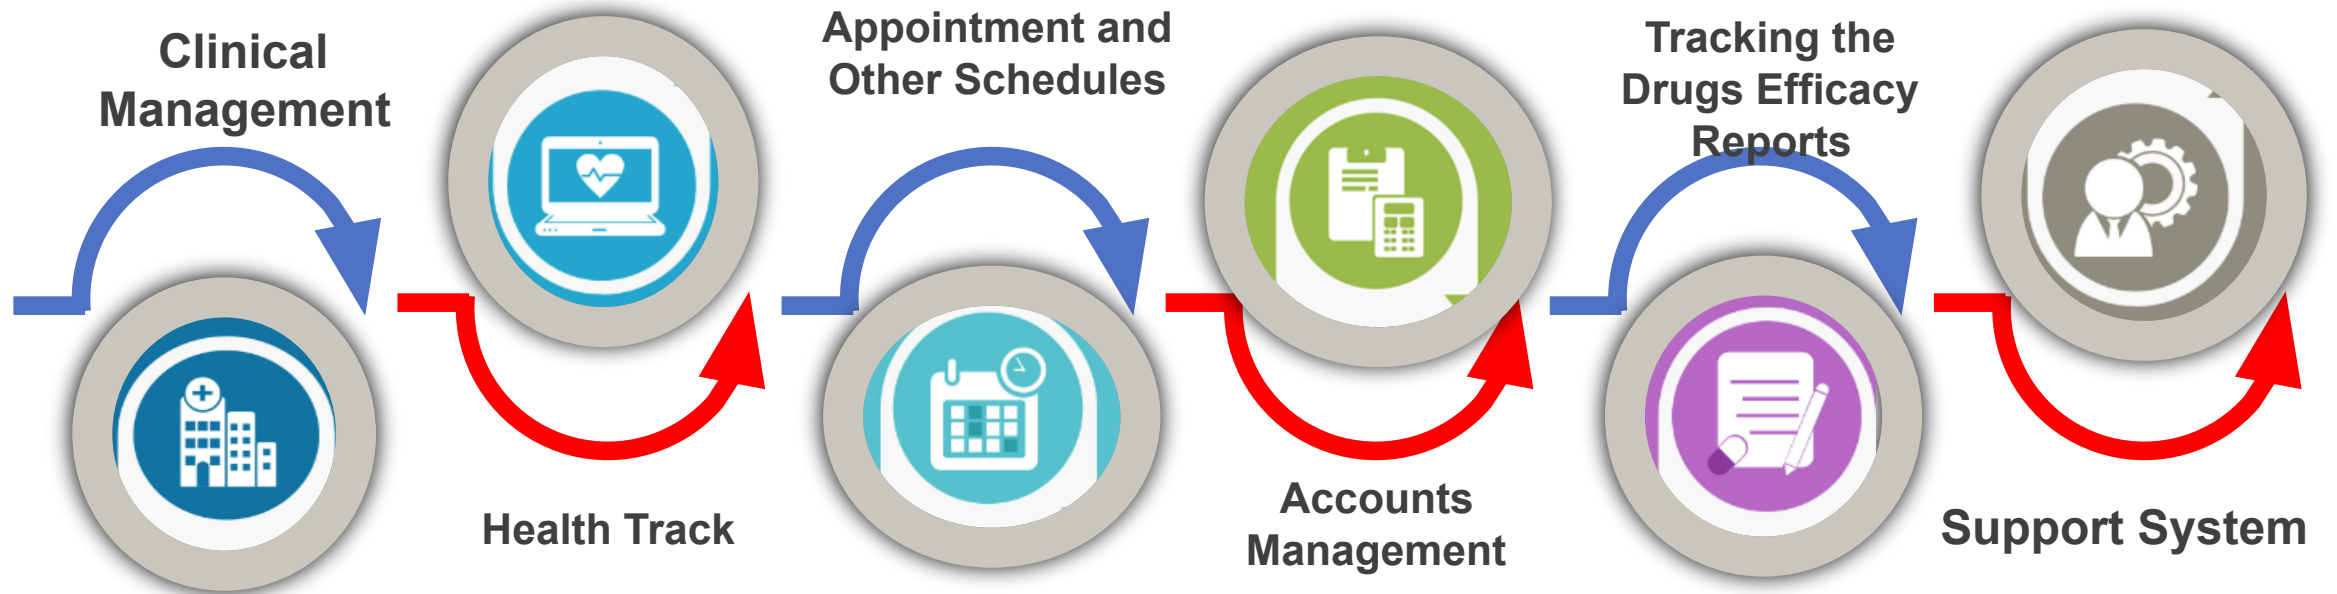 Clinical
Management
Health Track
Appointment and
Other Schedules
Accounts
Management
Tracking the
Drugs Efficacy
Reports
Support System